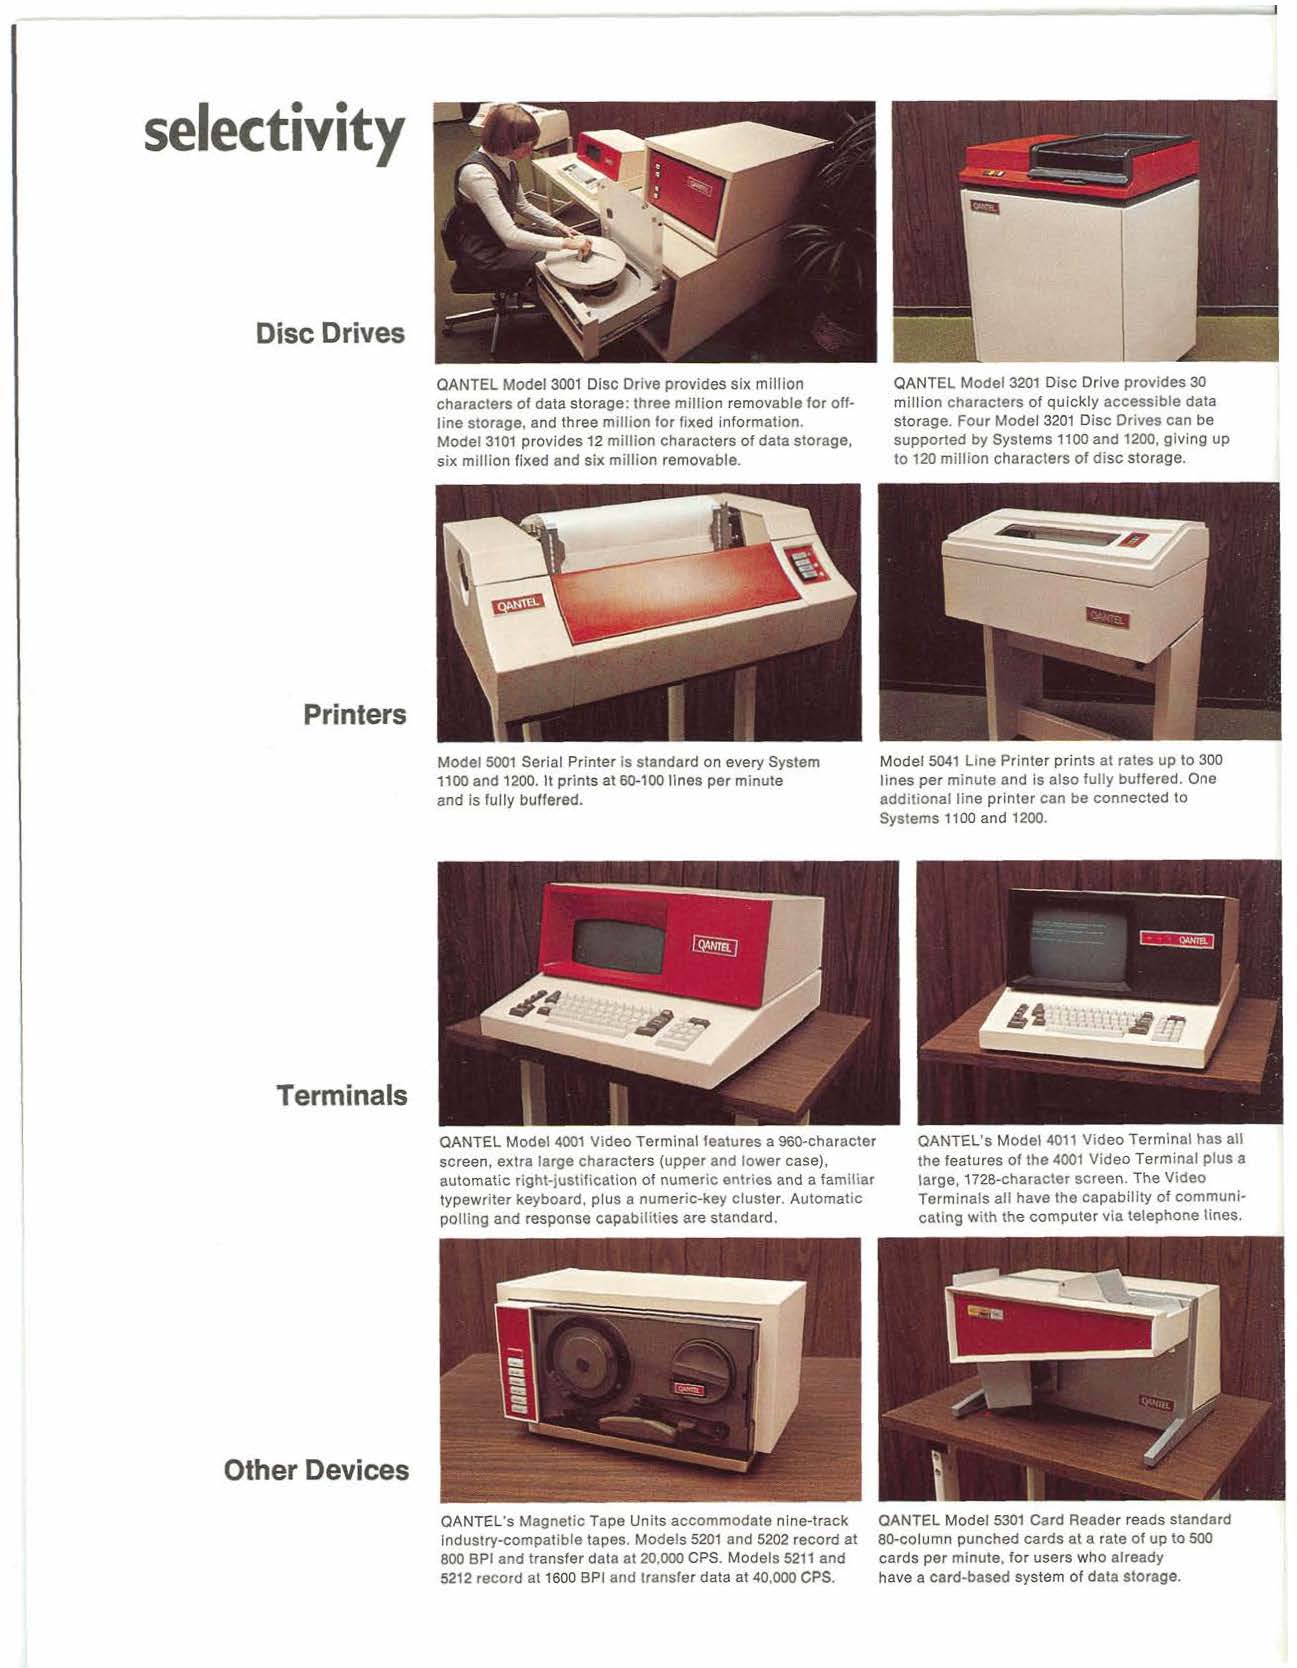 selectivity
QANTEL
QANTEL
Disc Drives
QANTEL Model 3001 Disc Drive provides six million
characters of data storage: three million removable for off-
line storage, and three million for fixed information.
Model 3101 provides 12 million characters of data storage,
six million fixed and six million removable.
QANTEL Model 3201 Disc Drive provides 30
million characters of quickly accessible data
storage. Four Model 3201 Disc Drives can be
supported by Systems 1100 and 1200, giving up
to 120 million characters of disc storage.
QANTEL
QANTEL
Printers
Model 5001 Serial Printer is standard on every System
1100 and 1200. It prints at 60-100 lines per minute
and is fully buffered.
Model 5041 Line Printer prints at rates up to 300
lines per minute and is also fully buffered. One
additional line printer can be connected to
Systems 1100 and 1200.
QANTEL
QANTEL
Terminals
QANTEL Model 4001 Video Terminal features a 960-character
screen, extra large characters (upper and lower case),
automatic right-justification of numeric entries and a familiar
typewriter keyboard, plus a numeric-key cluster. Automatic
polling and response capabilities are standard.
QANTEL's Model 4011 Video Terminal has all
the features of the 4001 Video Terminal plus a
large, 1728-character screen. The Video
Terminals all have the capability of communi-
cating with the computer via telephone lines.
QANTEL
QANTEL
Other Devices
QANTEL's Magnetic Tape Units accommodate nine-track
industry-compatible tapes. Models 5201 and 5202 record at
800 BPI and transfer data at 20,000 CPS. Models 5211 and
5212 record at 1600 BPI and transfer data at 40,000 CPS.
QANTEL Model 5301 Card Reader reads standard
80-column punched cards at a rate of up to 500
cards per minute, for users who already
have a card-based system of data storage.